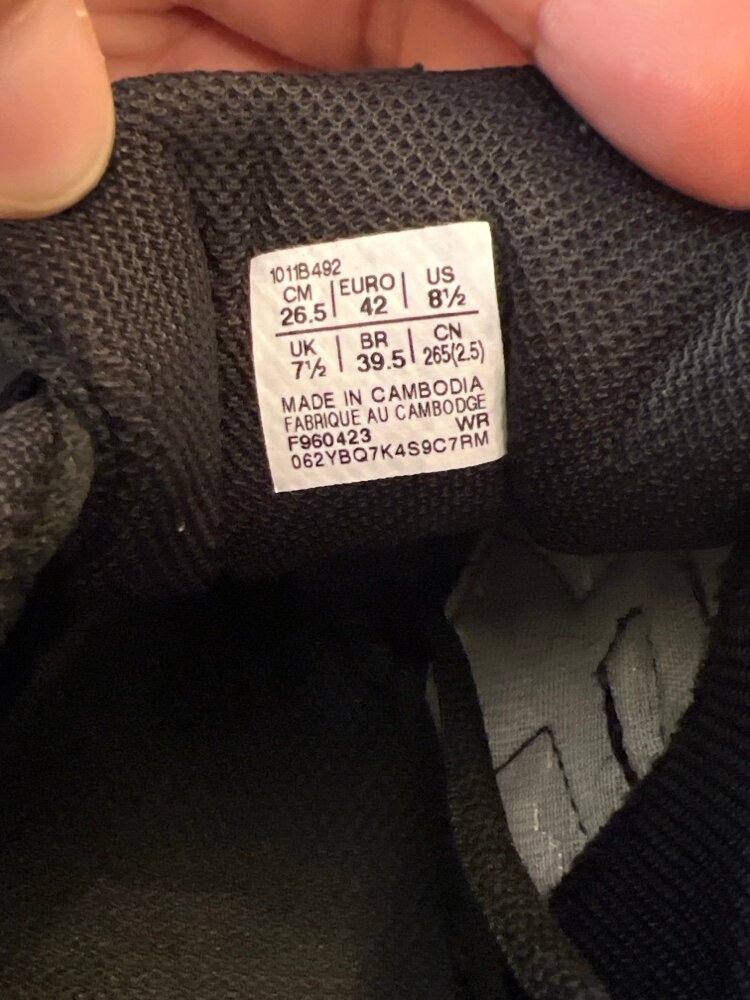 1011B492
CM | EURO | US
26.5 | 42 | 8½
UK | BR | CN
7½ | 39.5 | 265(2.5)
MADE IN CAMBODIA
FABRIQUE AU CAMBODGE
F960423 WR
062YBQ7K4S9C7RM